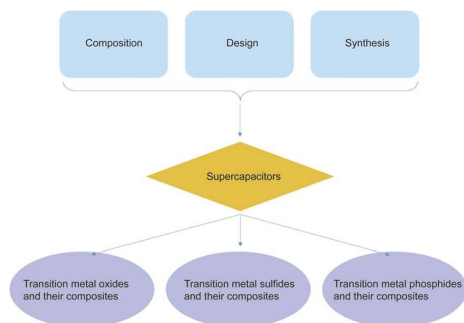 Composition
Design
Synthesis
Supercapacitors
Transition metal oxides
and their composites
Transition metal sulfides
and their composites
Transition metal phosphides
and their composites